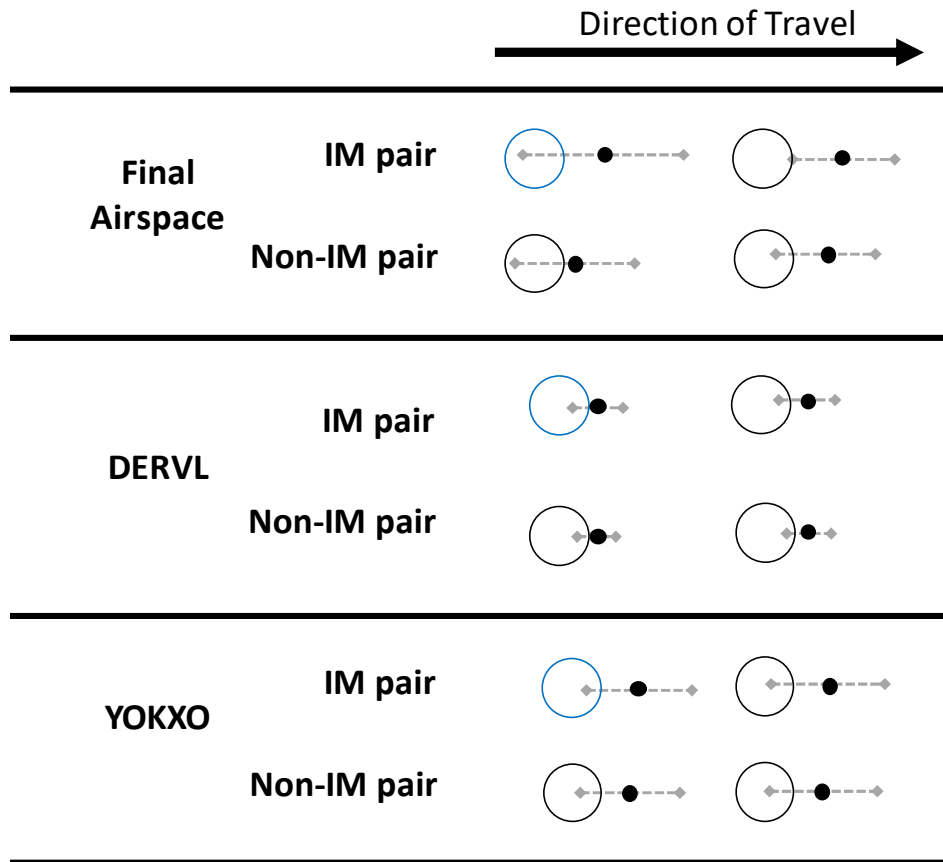 Direction of Travel
Final
Airspace
IM pair
Non-IM pair
DERVL
IM pair
Non-IM pair
YOKXO
IM pair
Non-IM pair